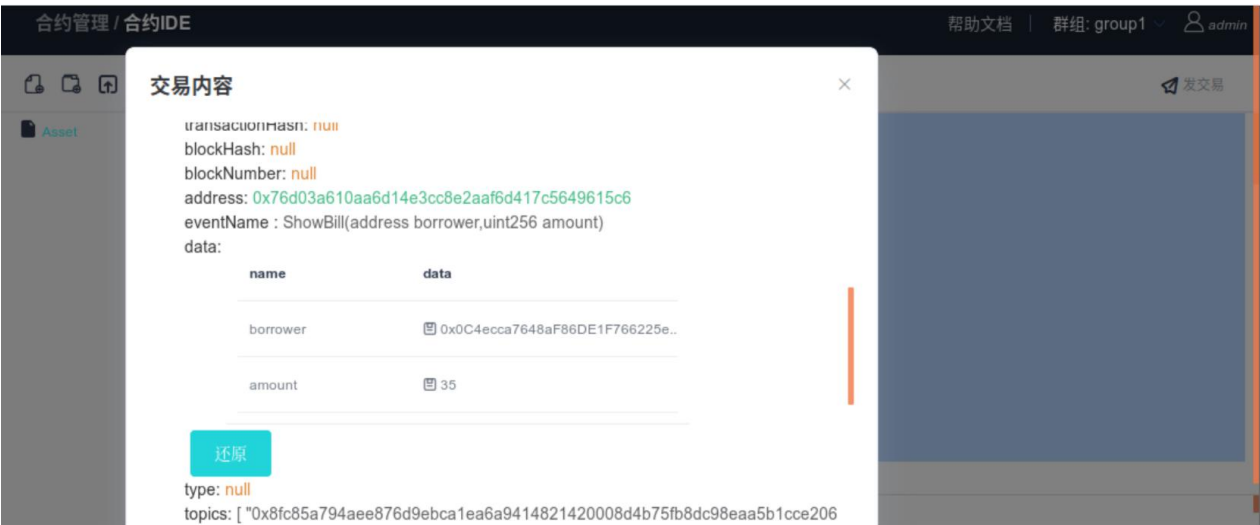 合约管理 / 合约IDE
帮助文档
群组: group1
admin
交易内容
发交易
Asset
transactionHash: null
blockHash: null
blockNumber: null
address: 0x76d03a610aa6d14e3cc8e2aaf6d417c5649615c6
eventName : ShowBill(address borrower,uint256 amount)
data:
name data
borrower 0x0C4ecca7648aF86DE1F766225e..
amount 35
还原
type: null
topics: [ "0x8fc85a794aee876d9ebca1ea6a9414821420008d4b75fb8dc98eaa5b1cce206